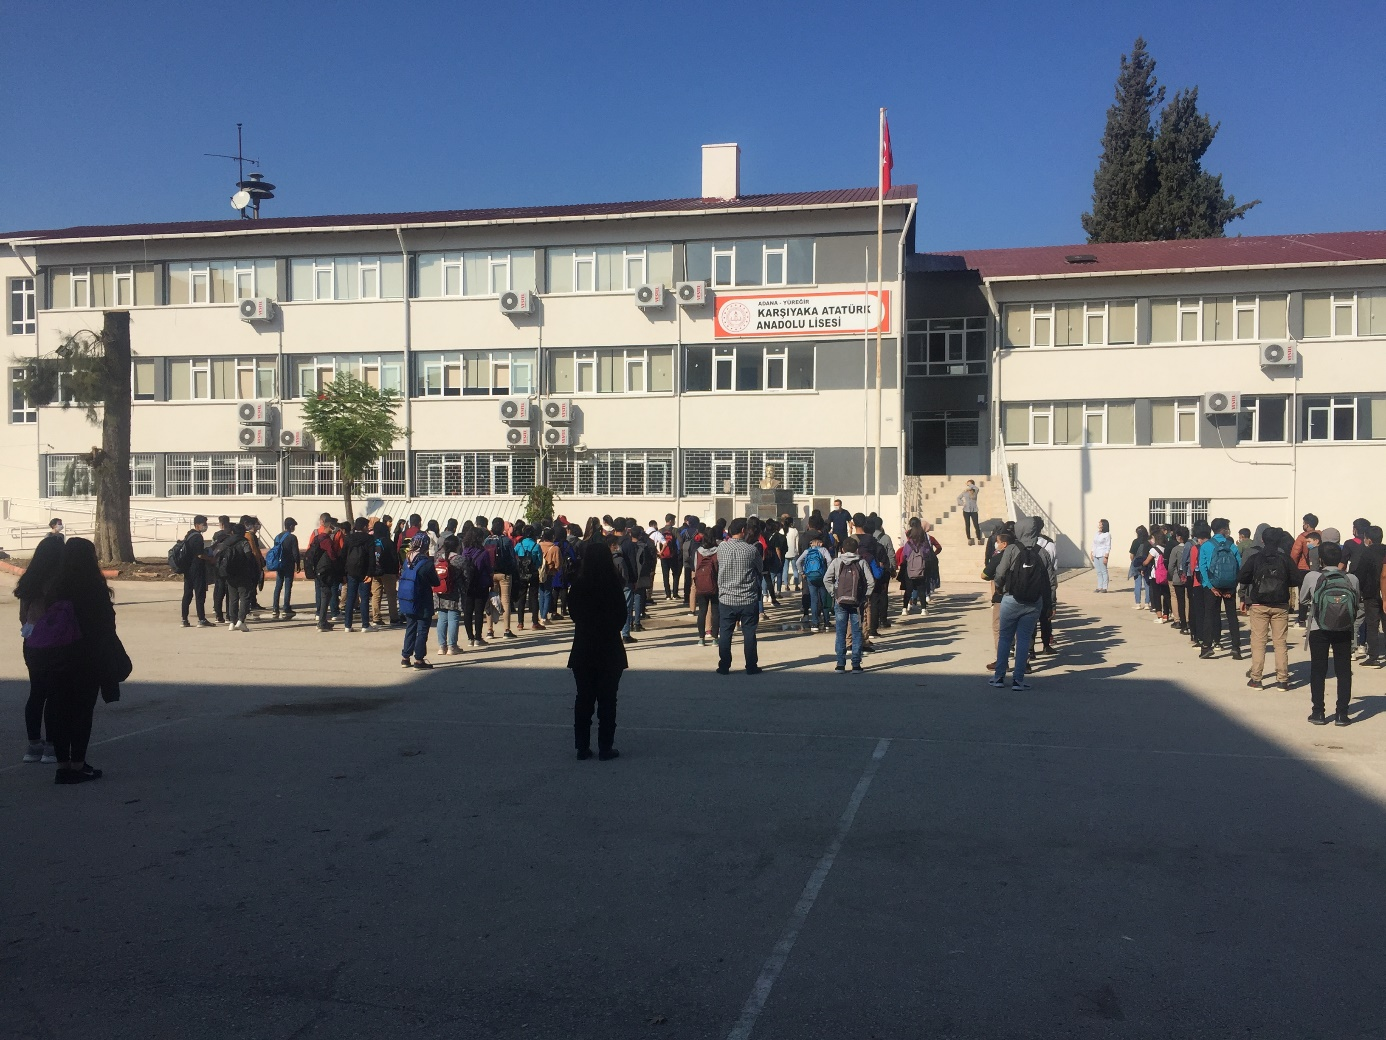 ADANA - YÜREĞİR
KARŞIYAKA ATATÜRK
ANADOLU LİSESİ